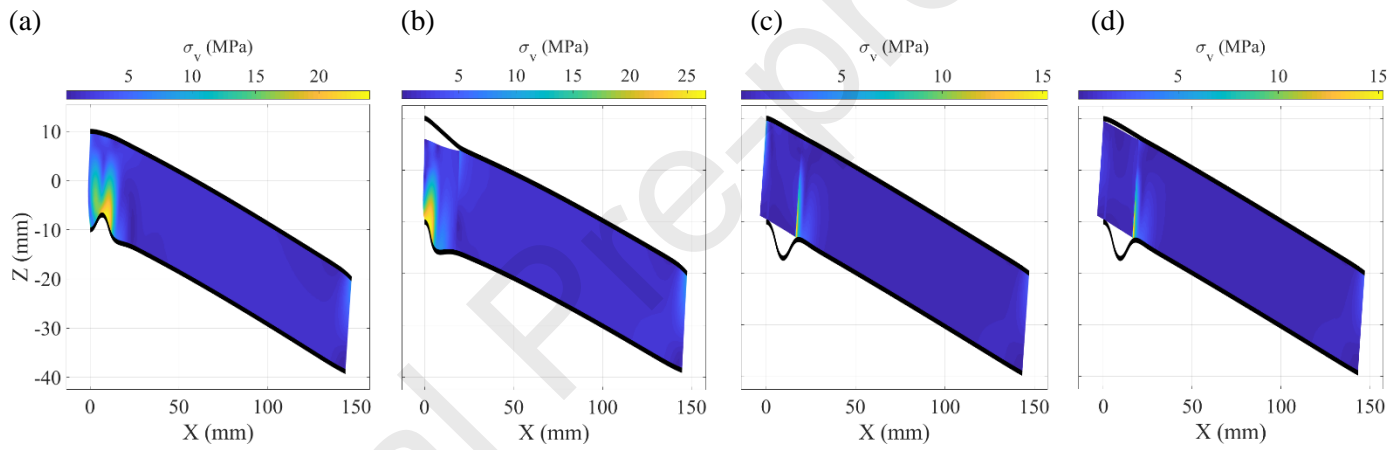 (a) (b) (c) (d)
σv (MPa) σv (MPa) σv (MPa) σv (MPa)
5 10 15 20 5 10 15 20 25 5 10 15 5 10 15
10
0
-10
-20
-30
-40
Z (mm)
0 50 100 150 0 50 100 150 0 50 100 150 0 50 100 150
X (mm) X (mm) X (mm) X (mm)